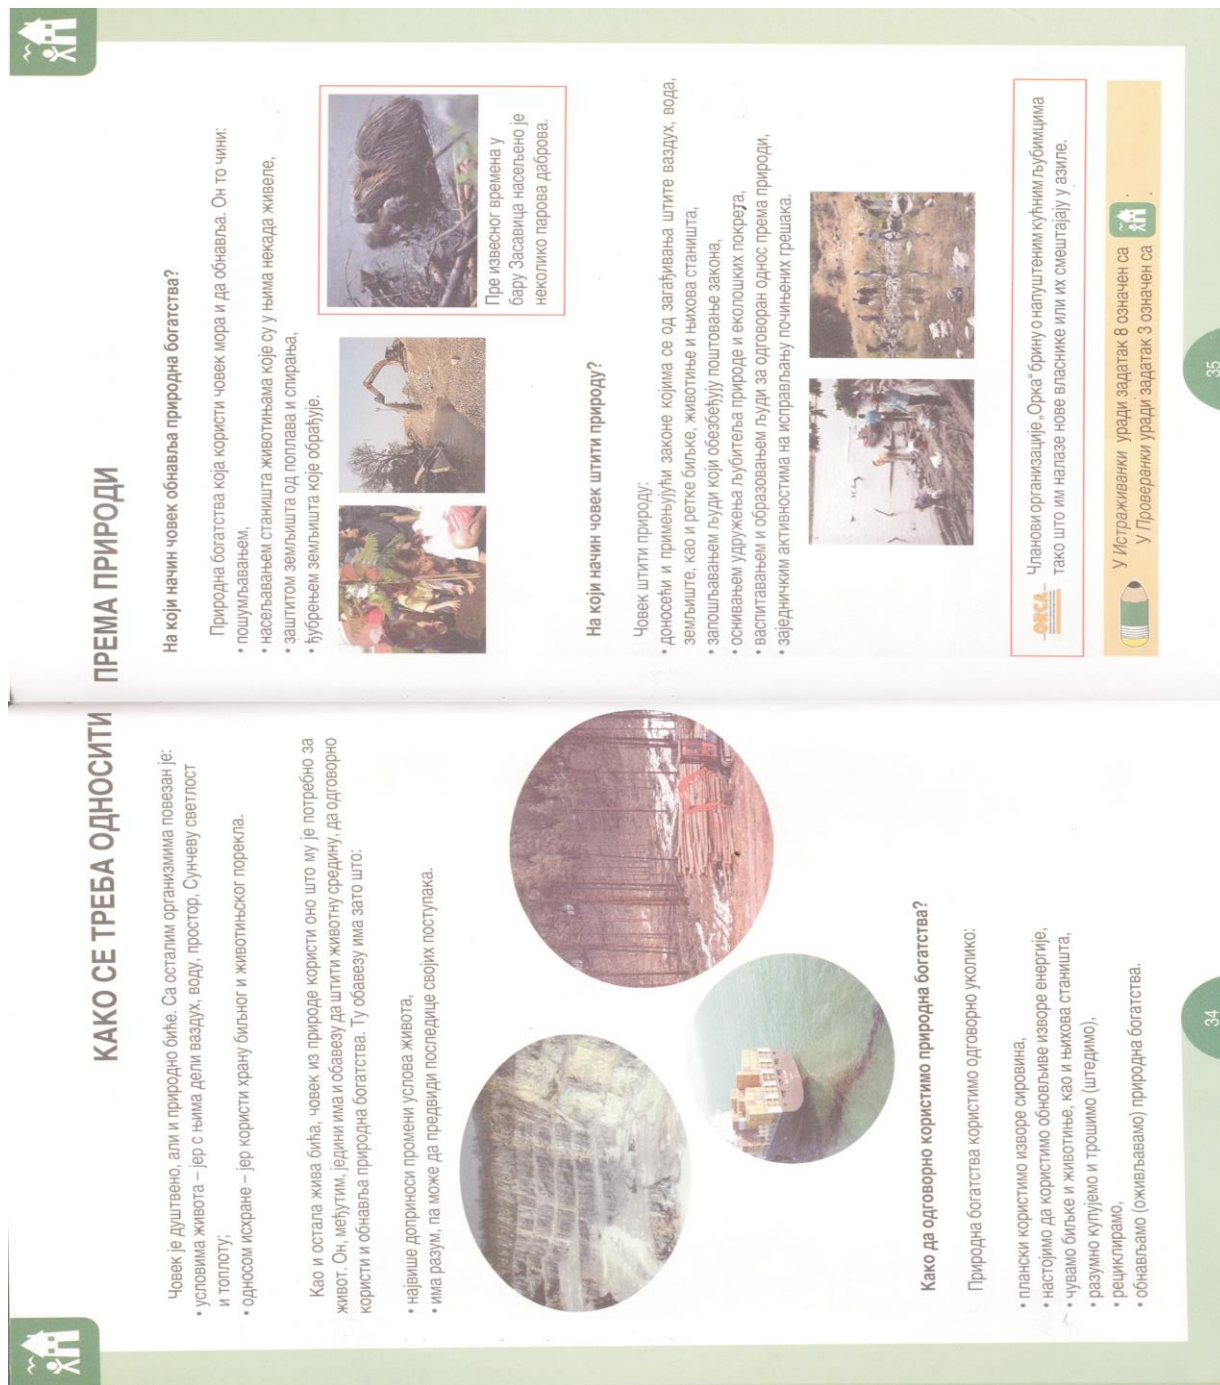 КАКО СЕ ТРЕБА ОДНОСИТИ ПРЕМА ПРИРОДИ
Човек је друштвено, али и природно биће. Са осталим организмима повезан је:
• условима живота – јер с њима дели ваздух, воду, простор, Сунчеву светлост
и топлоту;
• односом исхране – јер користи храну биљног и животињског порекла.
Као и остала жива бића, човек из природе користи оно што му је потребно за
живот. Он, међутим, једини има и обавезу да штити животну средину, да одговорно
користи и обнавља природна богатства. Ту обавезу има зато што:
• највише доприноси промени услова живота,
• има разум, па може да предвиди последице својих поступака.
Како да одговорно користимо природна богатства?
Природна богатства користимо одговорно уколико:
• плански користимо изворе сировина,
• настојимо да користимо обновљиве изворе енергије,
• чувамо биљке и животиње, као и њихова станишта,
• разумно купујемо и трошимо (штедимо),
• рециклирамо,
• обнављамо (оживљавамо) природна богатства.
34
На који начин човек обнавља природна богатства?
Природна богатства која користи човек мора и да обнавља. Он то чини:
• пошумљавањем,
• насељавањем станишта животињама које су у њима некада живеле,
• заштитом земљишта од поплава и спирања,
• ђубрењем земљишта које обрађује.
Пре извесног времена у
бару Засавица насељено је
неколико парова даброва.
На који начин човек штити природу?
Човек штити природу:
• доносећи и примењујући законе којима се од загађивања штите ваздух, вода,
земљиште, као и ретке биљке, животиње и њихова станишта,
• запошљавањем људи који обезбеђују поштовање закона,
• оснивањем удружења љубитеља природе и еколошких покрета,
• васпитавањем и образовањем људи за одговоран однос према природи,
• заједничким активностима на исправљању почињених грешака.
ORCA
Чланови организације „Орка“ брину о напуштеним кућним љубимцима
тако што им налазе нове власнике или их смештају у азиле.
У Истраживанки уради задатак 8 означен са .
У Проверанки уради задатак 3 означен са .
35